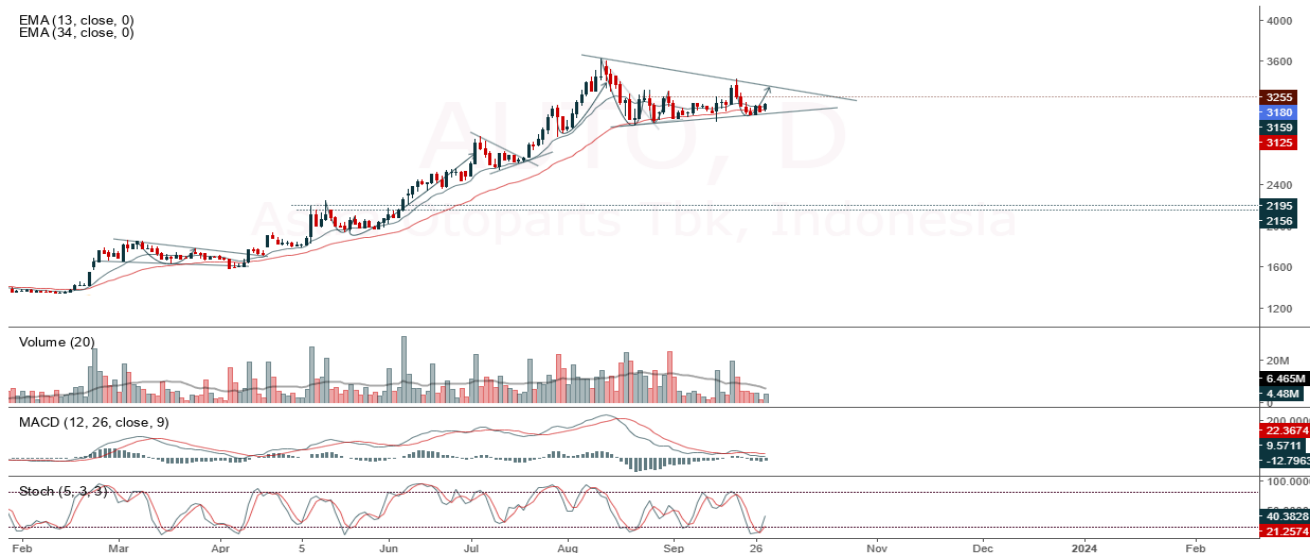 EMA (13, close, 0)
EMA (34, close, 0)
AUTO, D
Astra Otoparts Tbk, Indonesia
4000
3600
3255
3180
3159
3125
2400
2195
2156
1600
1200
Volume (20)
20M
6.465M
4.48M
MACD (12, 26, close, 9)
22.3674
9.5711
-12.7963
Stoch (5, 3, 3)
40.3828
21.2574
Feb Mar Apr 5 Jun Jul Aug Sep 26 Nov Dec 2024 Feb